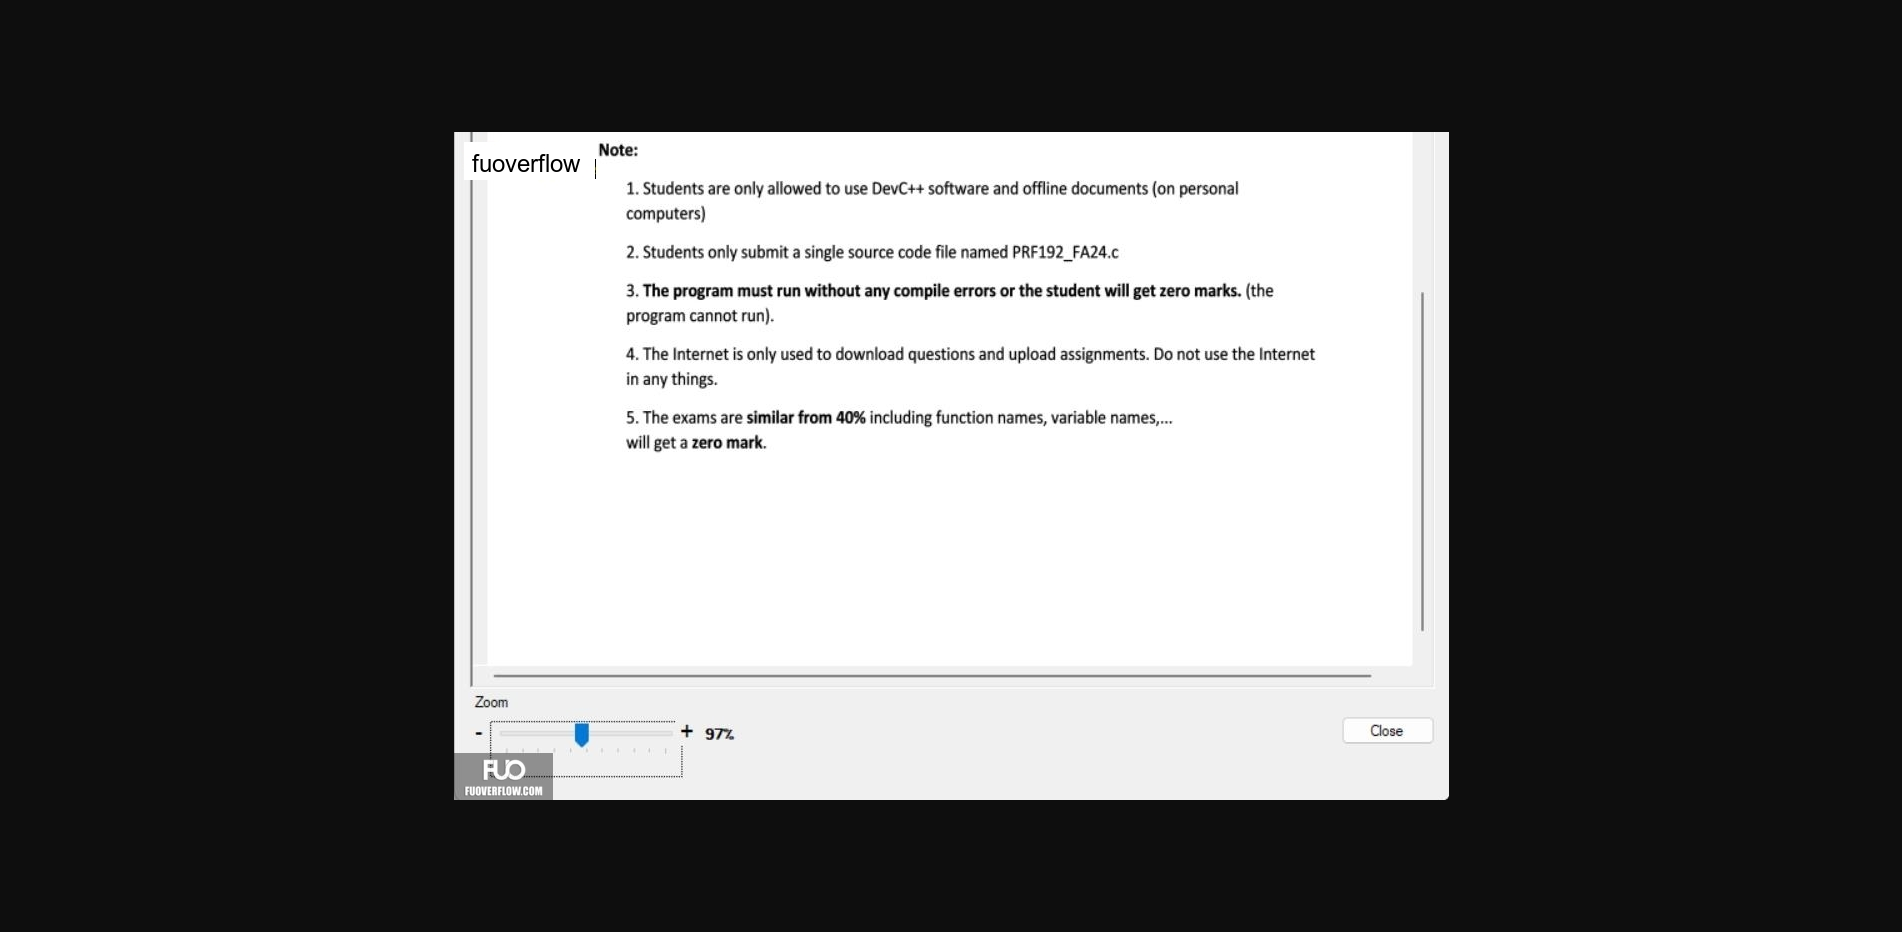 fuoverflow
Note:
1. Students are only allowed to use DevC++ software and offline documents (on personal
computers)
2. Students only submit a single source code file named PRF192_FA24.c
3. The program must run without any compile errors or the student will get zero marks. (the
program cannot run).
4. The Internet is only used to download questions and upload assignments. Do not use the Internet
in any things.
5. The exams are similar from 40% including function names, variable names,...
will get a zero mark.
Zoom
- + 97%
Close
FUO
FUOVERFLOW.COM